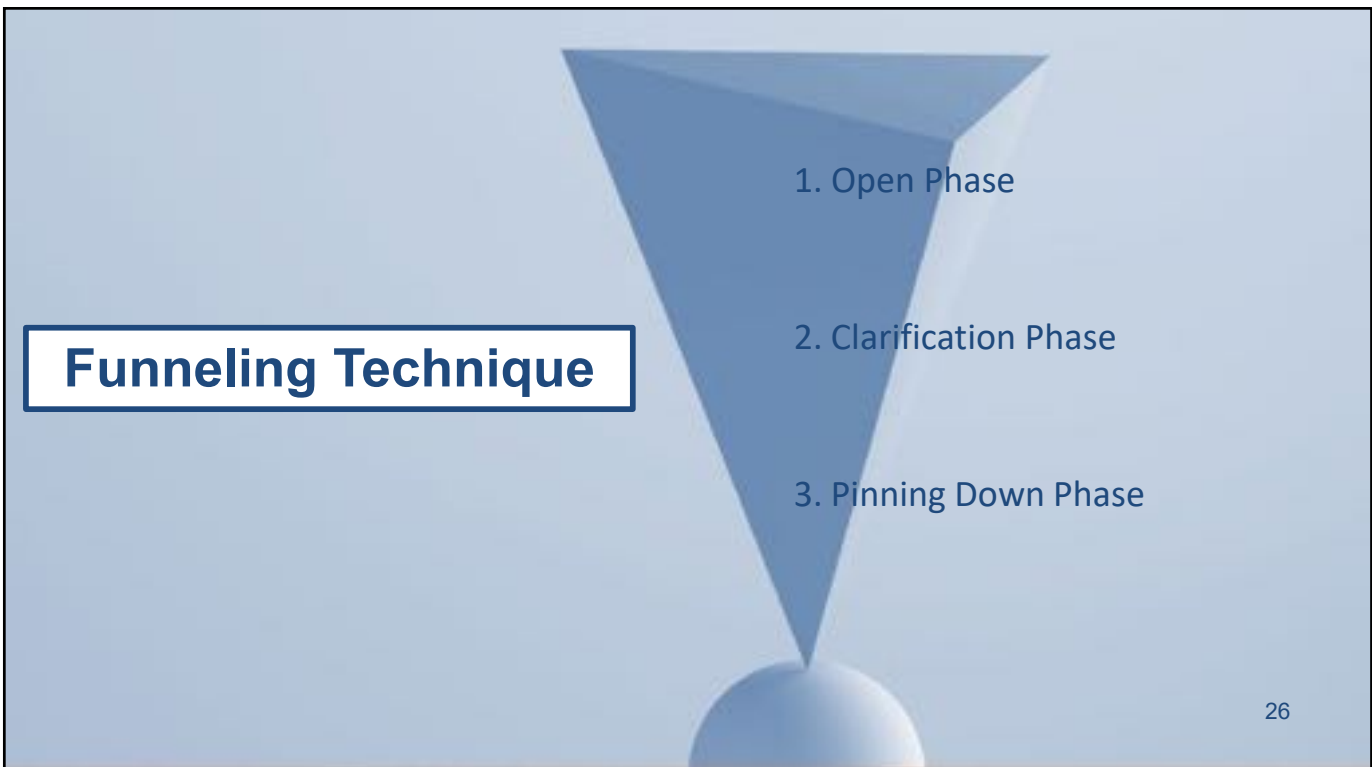 Funneling Technique
1. Open Phase
2. Clarification Phase
3. Pinning Down Phase
26